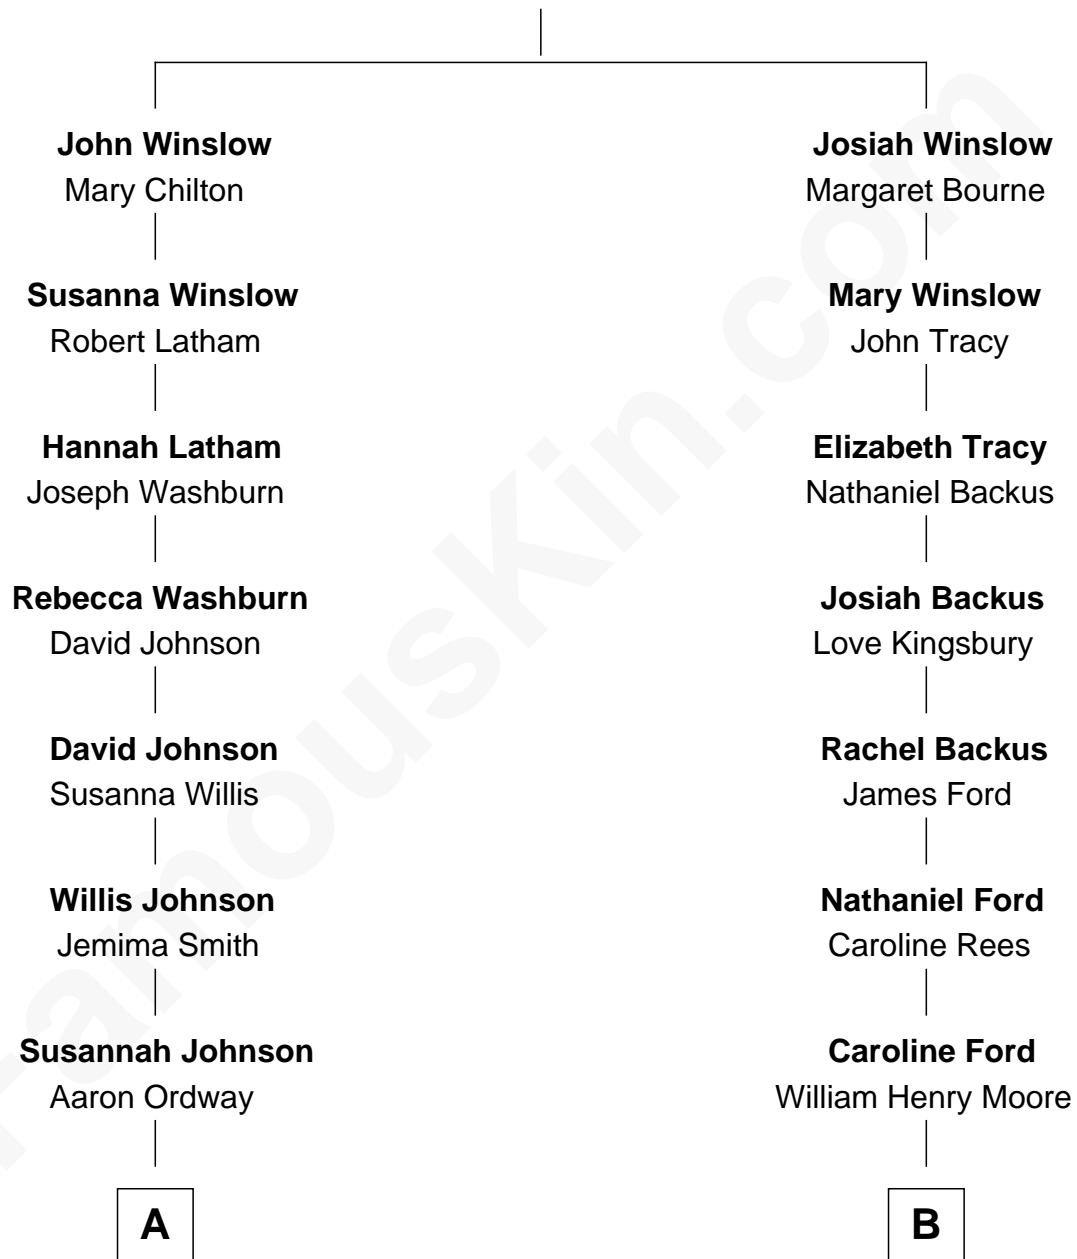 John Winslow
Mary Chilton
Susanna Winslow
Robert Latham
Hannah Latham
Joseph Washburn
Rebecca Washburn
David Johnson
David Johnson
Susanna Willis
Willis Johnson
Jemima Smith
Susannah Johnson
Aaron Ordway
A
Josiah Winslow
Margaret Bourne
Mary Winslow
John Tracy
Elizabeth Tracy
Nathaniel Backus
Josiah Backus
Love Kingsbury
Rachel Backus
James Ford
Nathaniel Ford
Caroline Rees
Caroline Ford
William Henry Moore
B
FamousKin.com